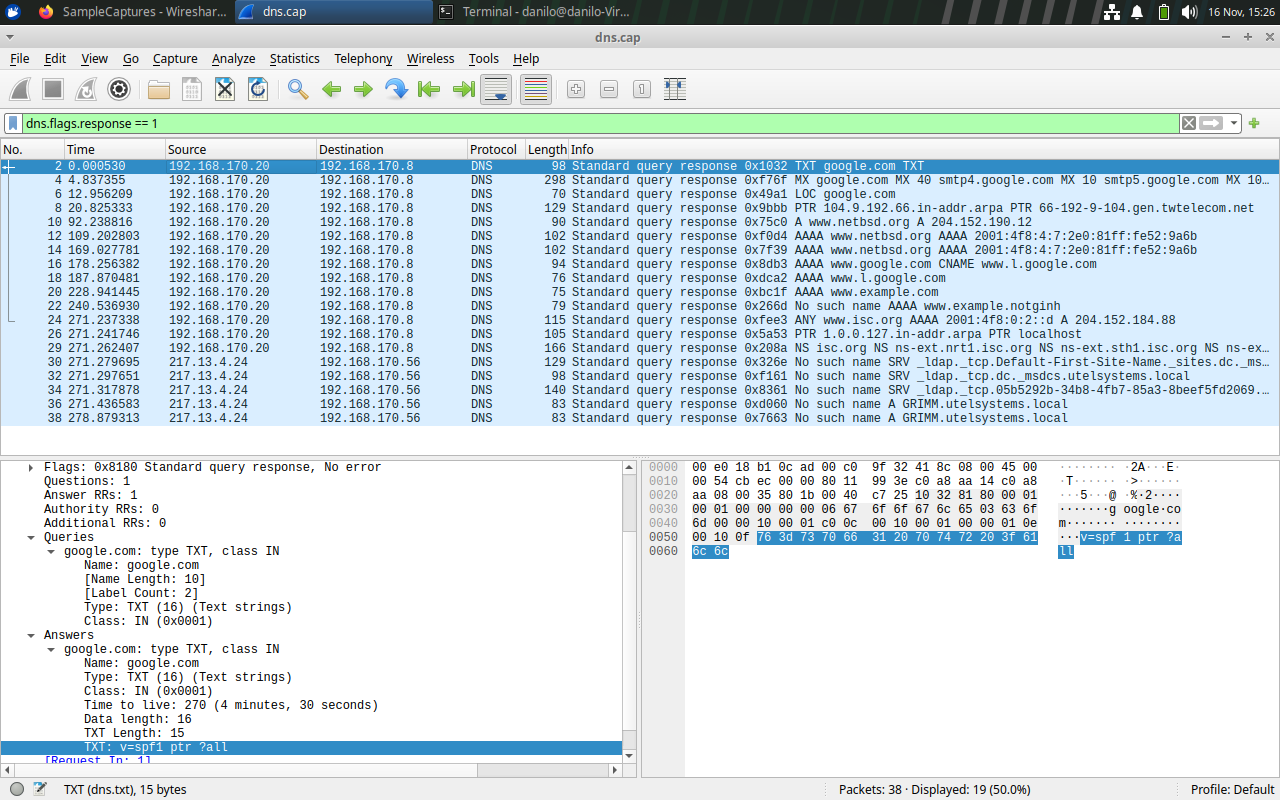 SampleCaptures - Wireshar... dns.cap Terminal - danilo@danilo-Vir... 16 Nov, 15:26
dns.cap
File Edit View Go Capture Analyze Statistics Telephony Wireless Tools Help
dns.flags.response == 1
No. Time Source Destination Protocol Length Info
2 0.000530 192.168.170.20 192.168.170.8 DNS 98 Standard query response 0x1032 TXT google.com TXT
4 4.837355 192.168.170.20 192.168.170.8 DNS 298 Standard query response 0xf76f MX google.com MX 40 smtp4.google.com MX 10 smtp5.google.com MX 10...
6 12.956209 192.168.170.20 192.168.170.8 DNS 70 Standard query response 0x49a1 LOC google.com
8 20.825333 192.168.170.20 192.168.170.8 DNS 129 Standard query response 0x9bbb PTR 104.9.192.66.in-addr.arpa PTR 66-192-9-104.gen.twtelecom.net
10 92.238816 192.168.170.20 192.168.170.8 DNS 90 Standard query response 0x75c0 A www.netbsd.org A 204.152.190.12
12 109.202803 192.168.170.20 192.168.170.8 DNS 102 Standard query response 0xf0d4 AAAA www.netbsd.org AAAA 2001:4f8:4:7:2e0:81ff:fe52:9a6b
14 169.027781 192.168.170.20 192.168.170.8 DNS 102 Standard query response 0x7f39 AAAA www.netbsd.org AAAA 2001:4f8:4:7:2e0:81ff:fe52:9a6b
16 178.256382 192.168.170.20 192.168.170.8 DNS 94 Standard query response 0x8db3 AAAA www.google.com CNAME www.l.google.com
18 187.870481 192.168.170.20 192.168.170.8 DNS 76 Standard query response 0xdca2 AAAA www.l.google.com
20 228.941445 192.168.170.20 192.168.170.8 DNS 75 Standard query response 0xbc1f AAAA www.example.com
22 240.536930 192.168.170.20 192.168.170.8 DNS 79 Standard query response 0x266d No such name AAAA www.example.notginh
24 271.237338 192.168.170.20 192.168.170.8 DNS 115 Standard query response 0xfee3 ANY www.isc.org AAAA 2001:4f8:0:2::d A 204.152.184.88
26 271.241746 192.168.170.20 192.168.170.8 DNS 105 Standard query response 0x5a53 PTR 1.0.0.127.in-addr.arpa PTR localhost
29 271.262407 192.168.170.20 192.168.170.8 DNS 166 Standard query response 0x208a NS isc.org NS ns-ext.nrt1.isc.org NS ns-ext.sth1.isc.org NS ns-ex...
30 271.279695 217.13.4.24 192.168.170.56 DNS 129 Standard query response 0x326e No such name SRV _ldap._tcp.Default-First-Site-Name._sites.dc._ms...
32 271.297651 217.13.4.24 192.168.170.56 DNS 98 Standard query response 0xf161 No such name SRV _ldap._tcp.dc._msdcs.utelsystems.local
34 271.317878 217.13.4.24 192.168.170.56 DNS 140 Standard query response 0x8361 No such name SRV _ldap._tcp.05b5292b-34b8-4fb7-85a3-8beef5fd2069...
36 271.436583 217.13.4.24 192.168.170.56 DNS 83 Standard query response 0xd060 No such name A GRIMM.utelsystems.local
38 278.879313 217.13.4.24 192.168.170.56 DNS 83 Standard query response 0x7663 No such name A GRIMM.utelsystems.local
Flags: 0x8180 Standard query response, No error
Questions: 1
Answer RRs: 1
Authority RRs: 0
Additional RRs: 0
Queries
google.com: type TXT, class IN
Name: google.com
[Name Length: 10]
[Label Count: 2]
Type: TXT (16) (Text strings)
Class: IN (0x0001)
Answers
google.com: type TXT, class IN
Name: google.com
Type: TXT (16) (Text strings)
Class: IN (0x0001)
Time to live: 270 (4 minutes, 30 seconds)
Data length: 16
TXT Length: 15
TXT: v=spf1 ptr ?all
[Request In: 1]
0000 00 e0 18 b1 0c ad 00 c0 9f 32 41 8c 08 00 45 00 ········ ·2A···E·
0010 00 54 cb ec 00 00 80 11 99 3e c0 a8 aa 14 c0 a8 ·T······ ·>······
0020 aa 08 00 35 80 1b 00 40 c7 25 10 32 81 80 00 01 ···5···@ ·%·2····
0030 00 01 00 00 00 00 06 67 6f 6f 67 6c 65 03 63 6f ·······g oogle·co
0040 6d 00 00 10 00 01 c0 0c 00 10 00 01 00 00 01 0e m······· ········
0050 00 10 0f 76 3d 73 70 66 31 20 70 74 72 20 3f 61 ···v=spf 1 ptr ?a
0060 6c 6c ll
TXT (dns.txt), 15 bytes Packets: 38 · Displayed: 19 (50.0%) Profile: Default